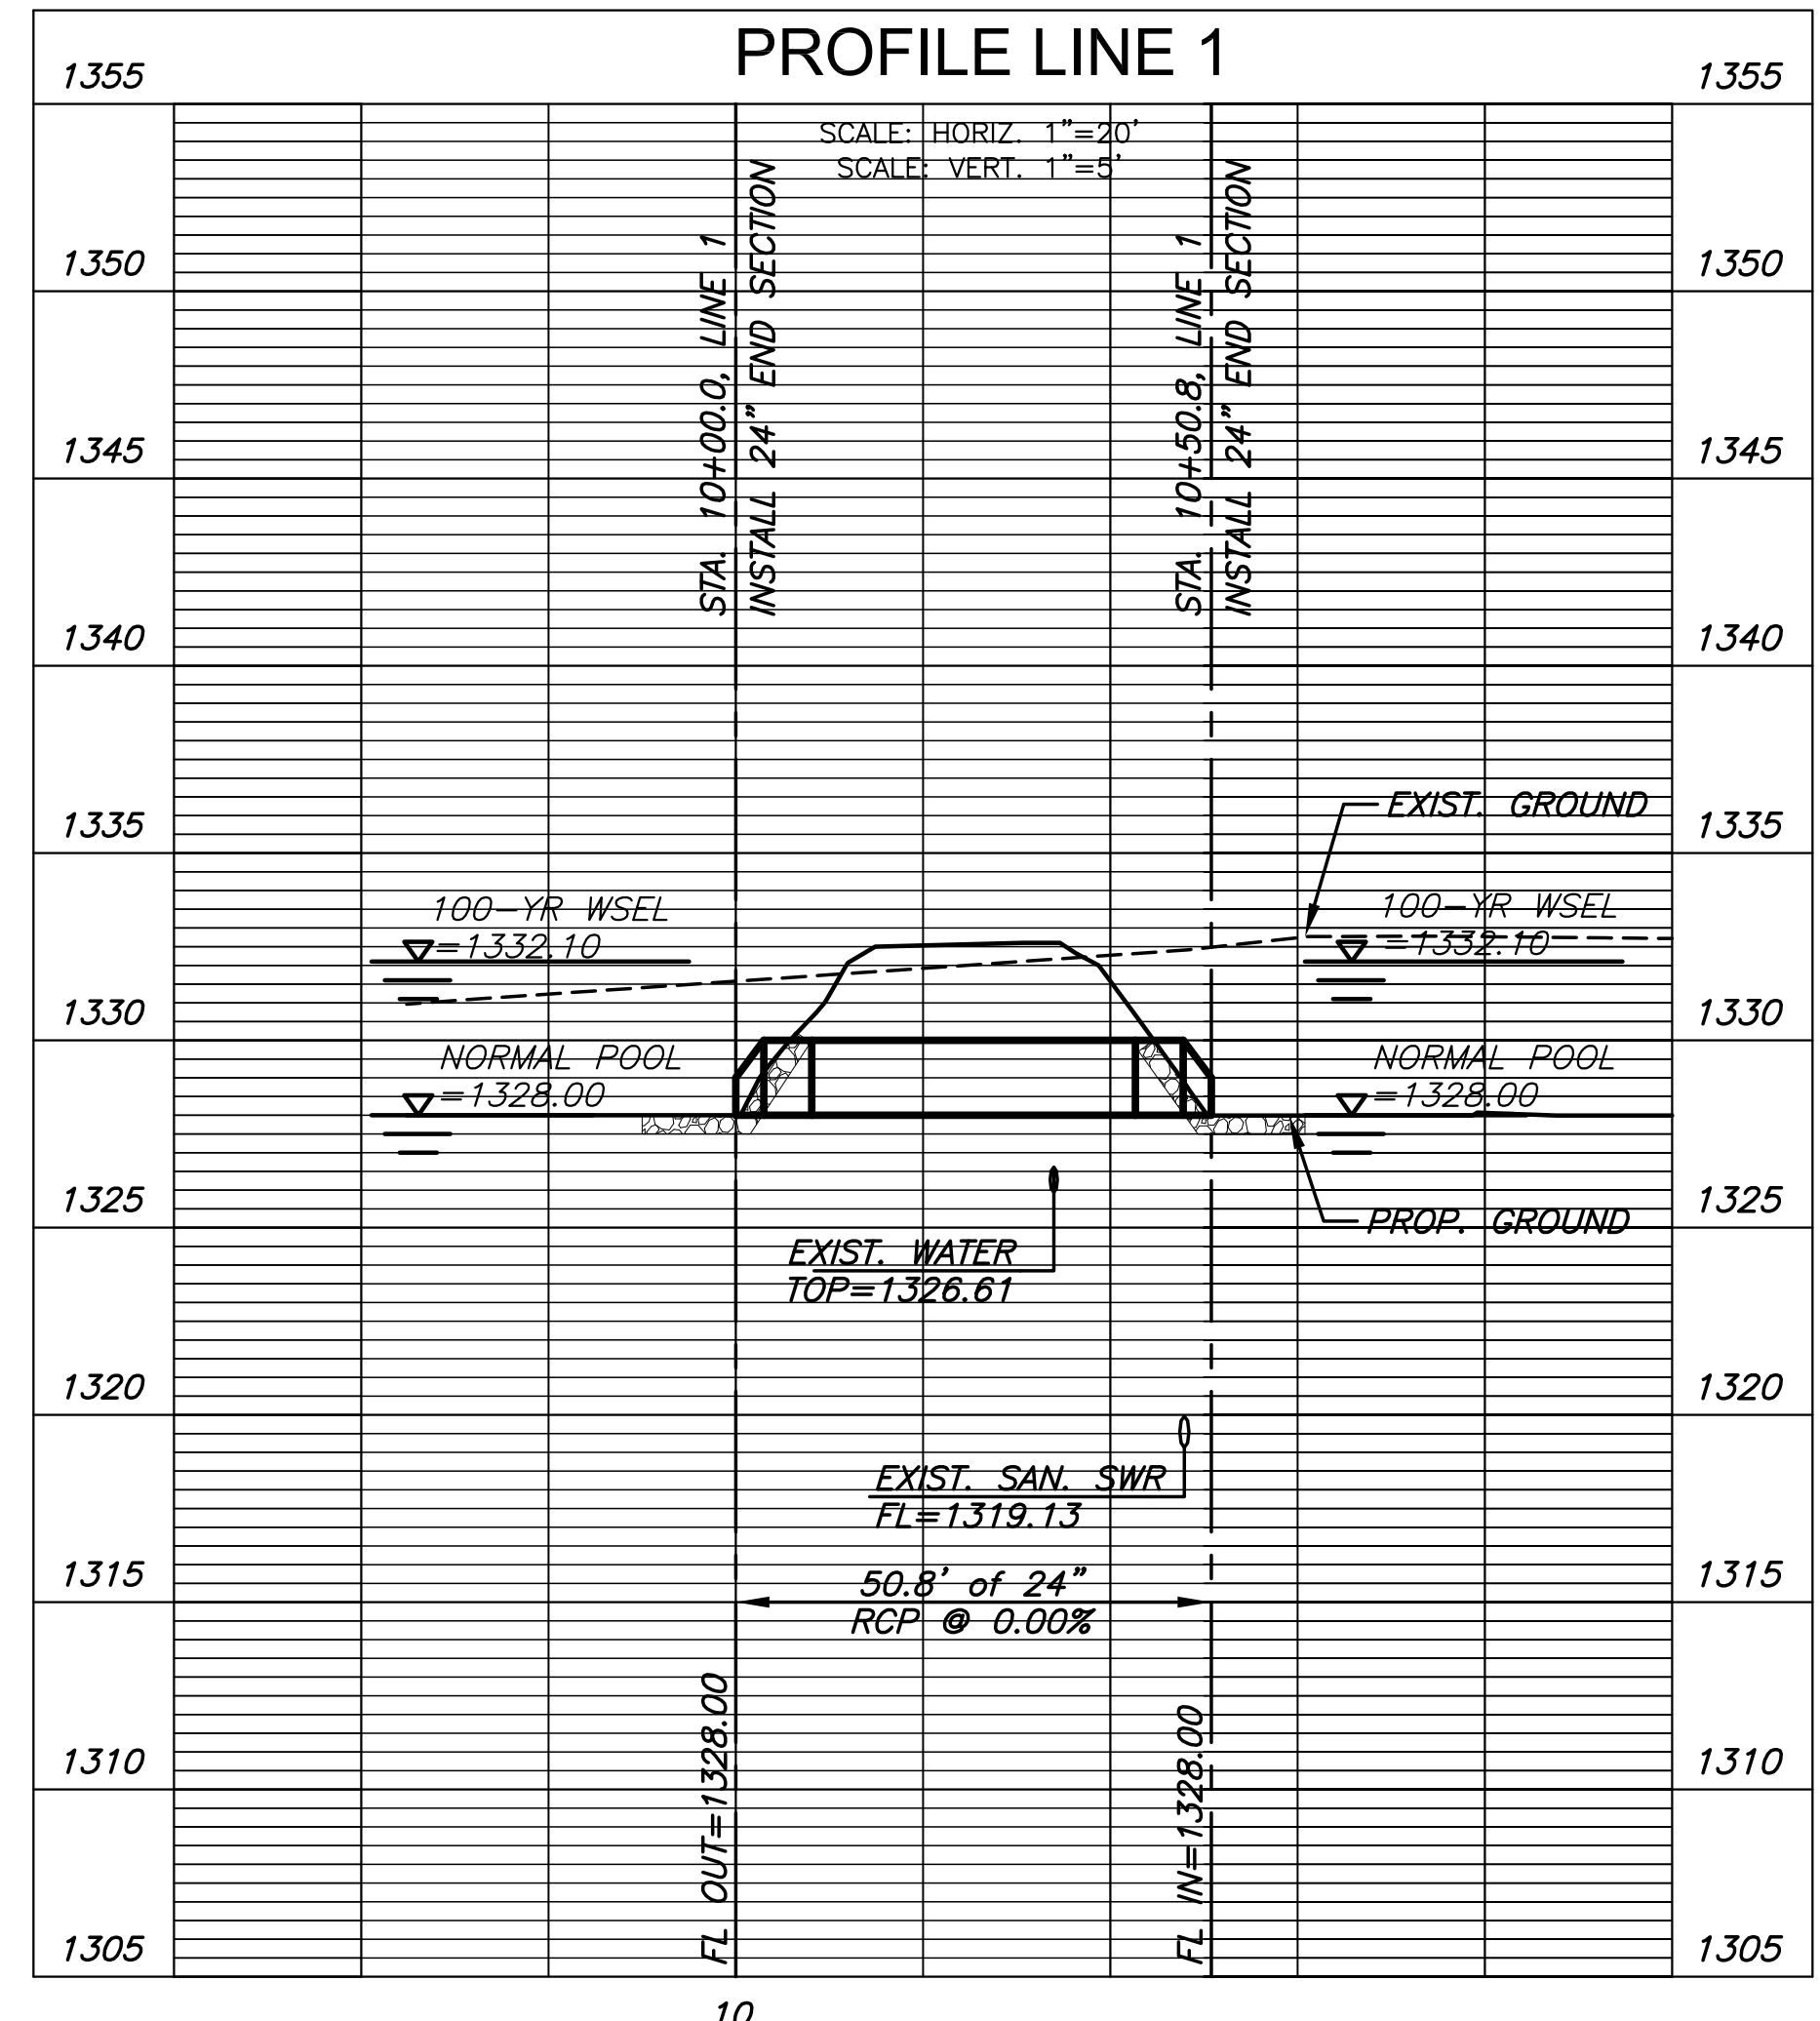 PROFILE LINE 1
SCALE: HORIZ. 1"=20'
SCALE: VERT. 1"=5'
1355
1355
1350
1350
1345
1345
1340
1340
1335
1335
1330
1330
1325
1325
1320
1320
1315
1315
1310
1310
1305
1305
STA. 10+00.0, LINE 1
INSTALL 24" END SECTION
STA. 10+50.8, LINE 1
INSTALL 24" END SECTION
EXIST. GROUND
100-YR WSEL
=1332.10
100-YR WSEL
=1332.10
NORMAL POOL
=1328.00
NORMAL POOL
=1328.00
PROP. GROUND
EXIST. WATER
TOP=1326.61
EXIST. SAN. SWR
FL=1319.13
50.8' of 24"
RCP @ 0.00%
FL OUT=1328.00
FL IN=1328.00
10